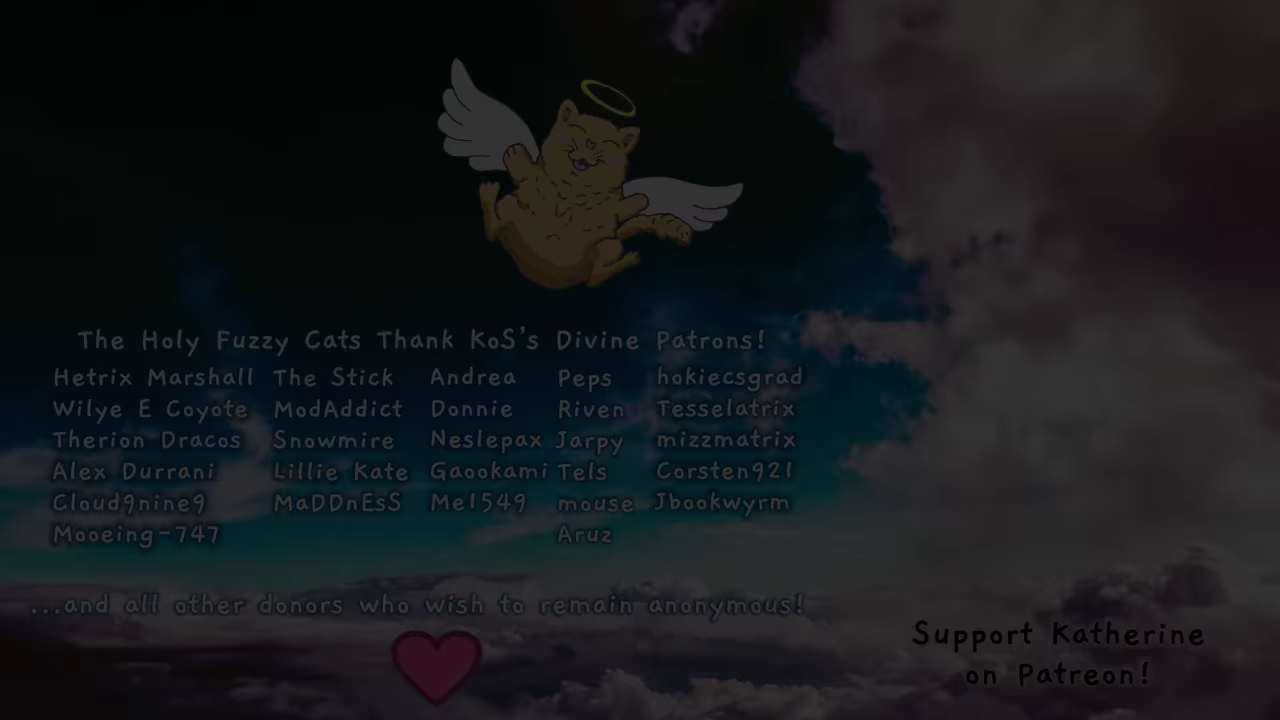 The Holy Fuzzy Cats Thank KoS's Divine Patrons!
Hetrix Marshall The Stick Andrea Peps hokiecsgrad
Wilye E Coyote ModAddict Donnie Riven Tesselatrix
Therion Dracos Snowmire Neslepax Jarpy mizzmatrix
Alex Durrani Lillie Kate Gaookami Tels Corsten921
Cloud9nine9 MaDDnEsS Me1549 mouse Jbookwyrm
Mooeing-747 Aruz
...and all other donors who wish to remain anonymous!
Support Katherine
on Patreon!